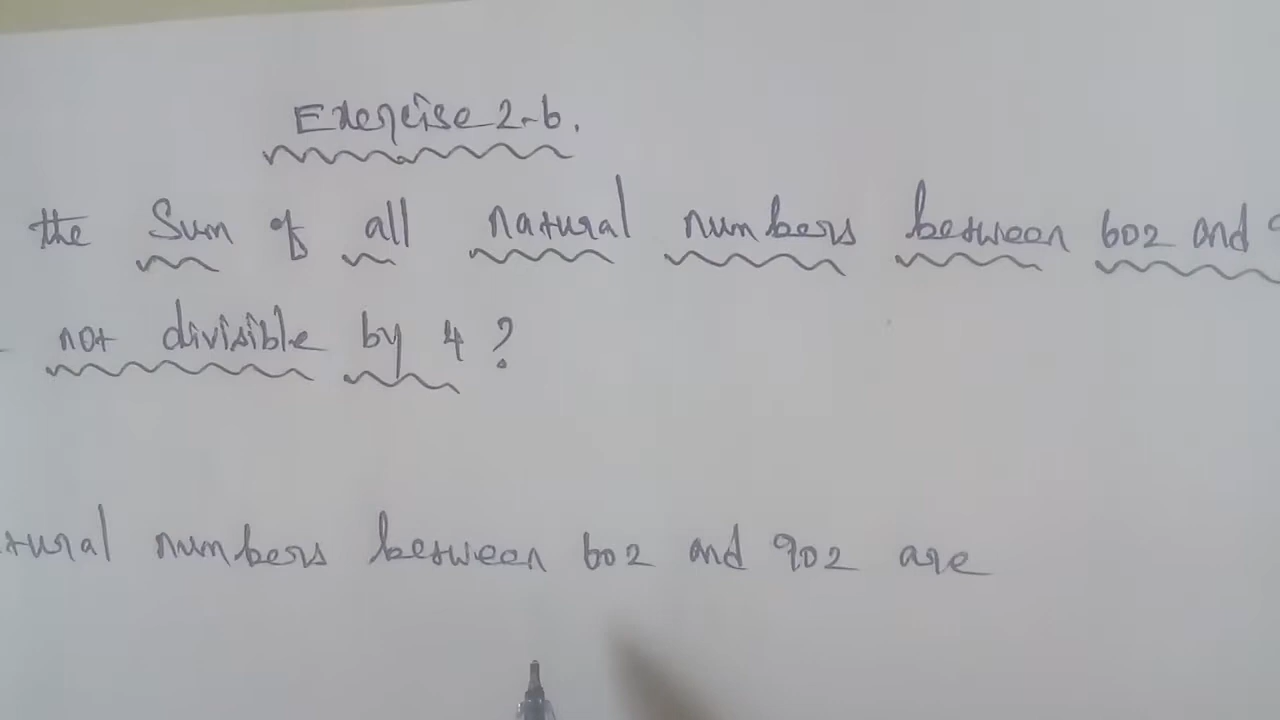 Exercise 2.6.
the Sum of all natural numbers between 602 and
not divisible by 4 ?
numbers between 602 and 902 are